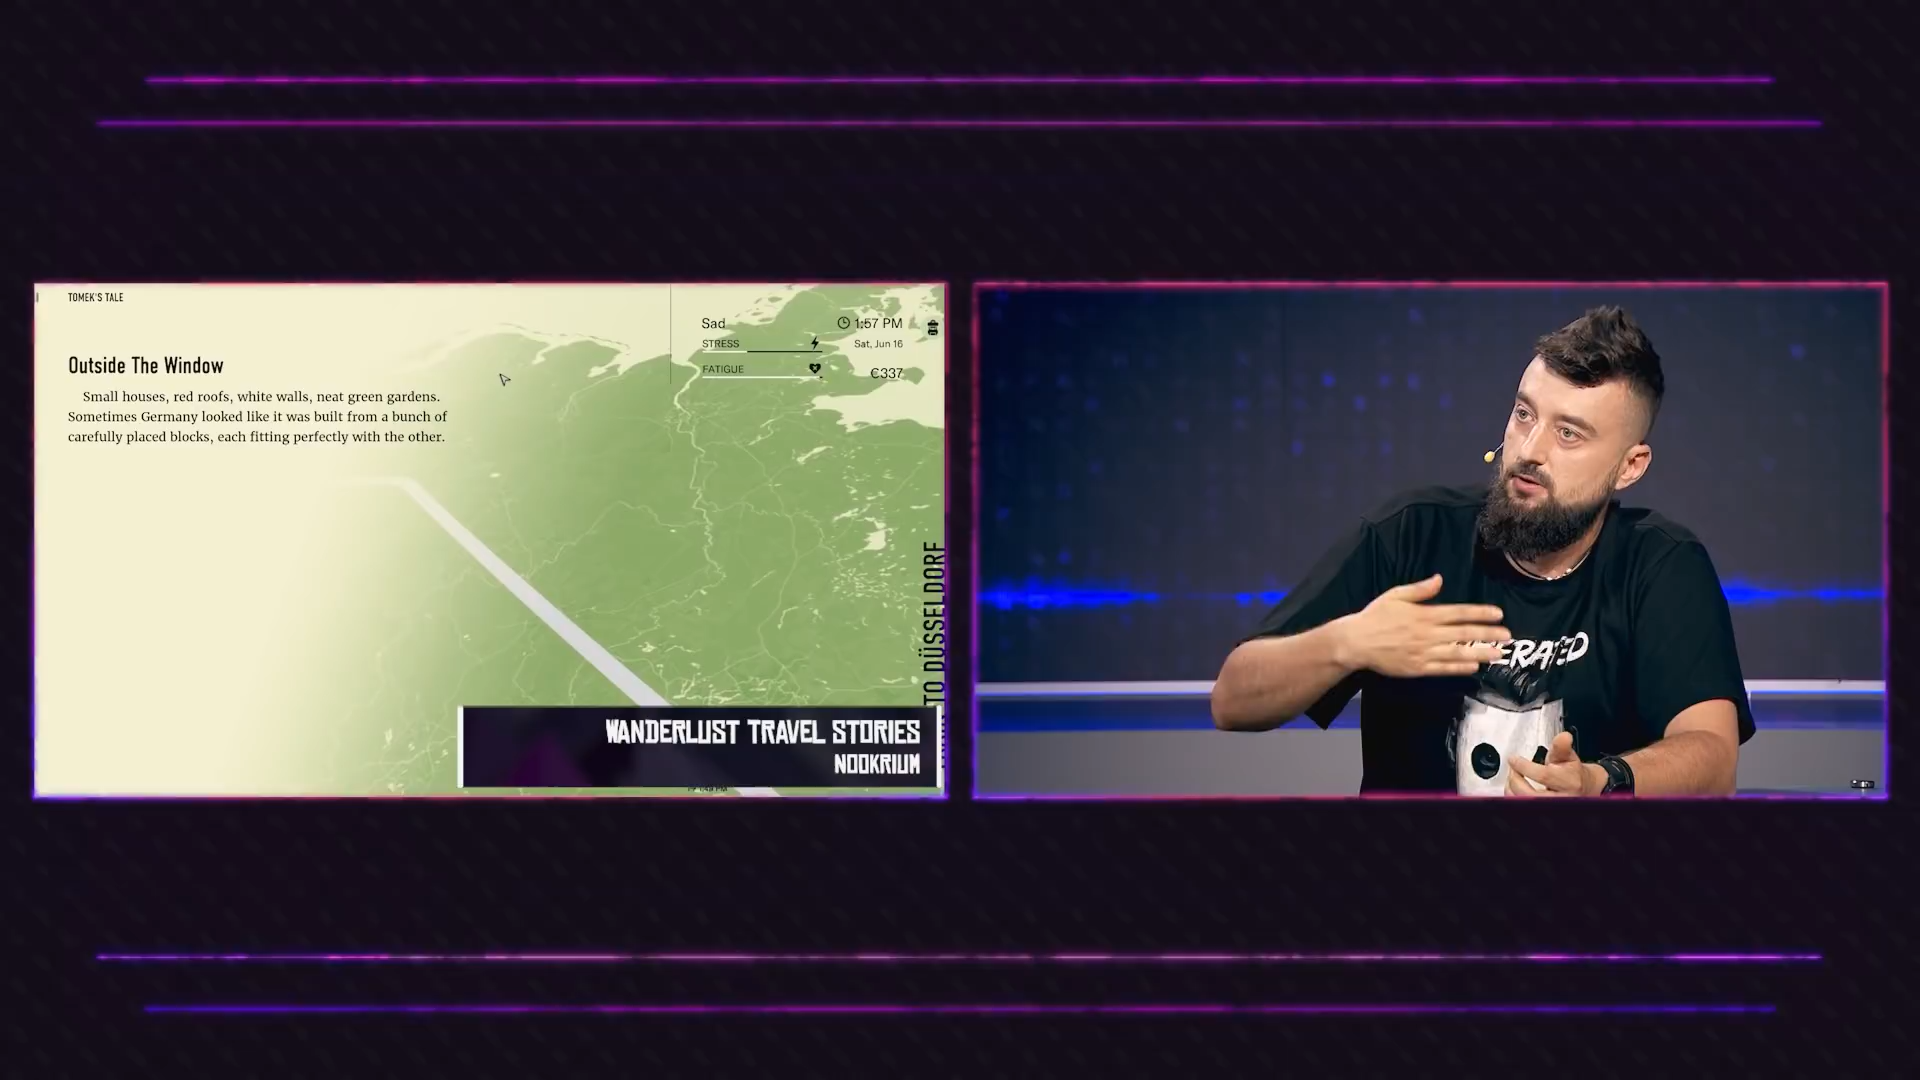 TOMEK'S TALE
Outside The Window
Small houses, red roofs, white walls, neat green gardens.
Sometimes Germany looked like it was built from a bunch of
carefully placed blocks, each fitting perfectly with the other.
Sad
1:57 PM
STRESS
Sat, Jun 16
FATIGUE
€337
TO DÜSSELDORF
WANDERLUST TRAVEL STORIES
NOOKRIUM